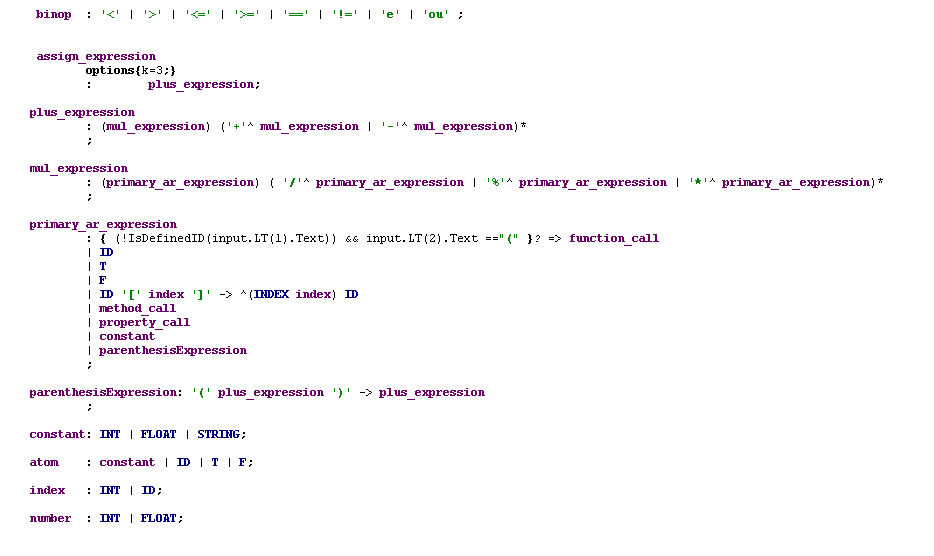 binop : '<' | '>' | '<=' | '>=' | '==' | '!=' | 'e' | 'ou' ;
assign_expression
options{k=3;}
: plus_expression;
plus_expression
: (mul_expression) ('+'^ mul_expression | '-'^ mul_expression)*
;
mul_expression
: (primary_ar_expression) ( '/'^ primary_ar_expression | '%'^ primary_ar_expression | '*'^ primary_ar_expression)*
;
primary_ar_expression
: { (!IsDefinedID(input.LT(1).Text)) && input.LT(2).Text =="(" }? => function_call
| ID
| T
| F
| ID '[' index ']' -> ^(INDEX index) ID
| method_call
| property_call
| constant
| parenthesisExpression
;
parenthesisExpression: '(' plus_expression ')' -> plus_expression
;
constant: INT | FLOAT | STRING;
atom : constant | ID | T | F;
index : INT | ID;
number : INT | FLOAT;